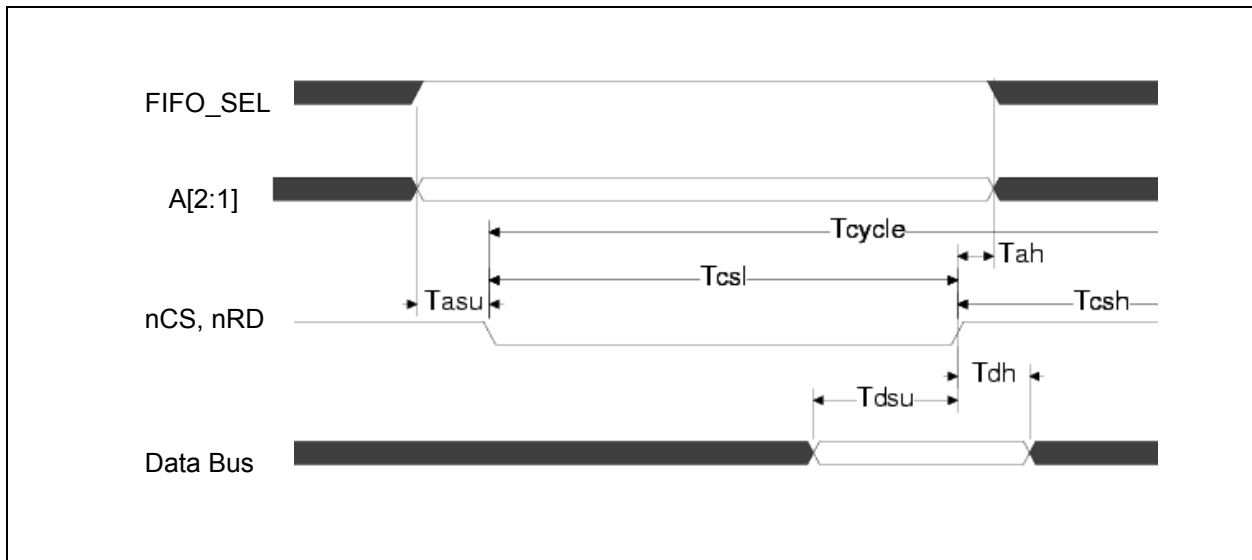 FIFO_SEL
A[2:1]
Tcycle
Tah
Tcsl
Tasu
Tcsh
nCS, nRD
Tdh
Tdsu
Data Bus